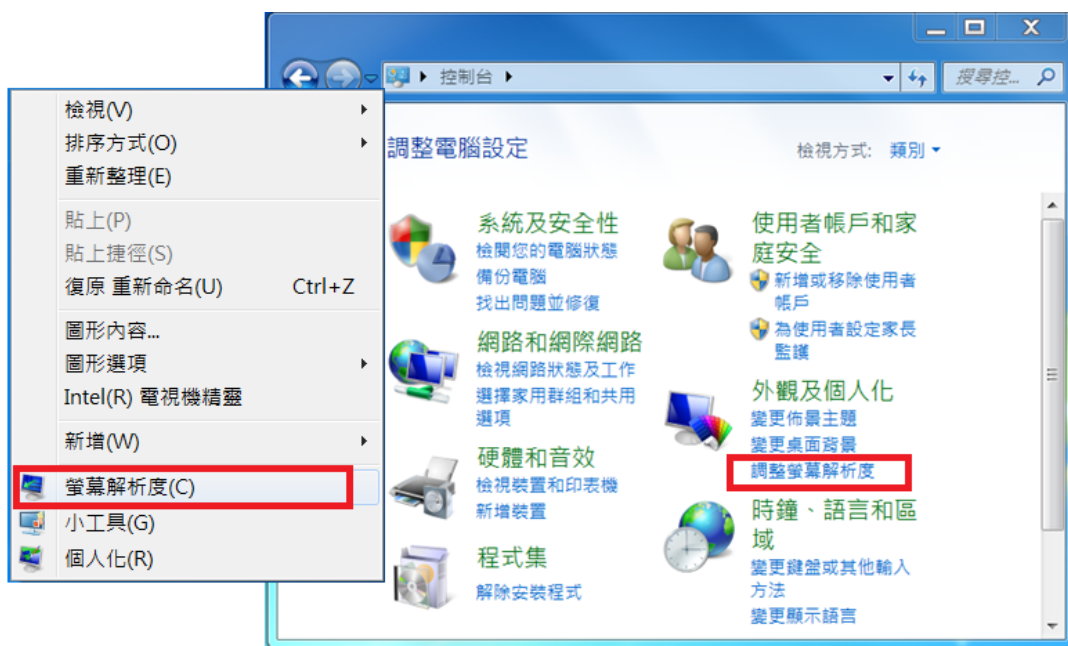 檢視(V)
排序方式(O)
重新整理(E)
貼上(P)
貼上捷徑(S)
復原 重新命名(U) Ctrl+Z
圖形內容...
圖形選項
Intel(R) 電視機精靈
新增(W)
螢幕解析度(C)
小工具(G)
個人化(R)
控制台
搜尋控...
調整電腦設定
檢視方式: 類別
系統及安全性
檢閱您的電腦狀態
備份電腦
找出問題並修復
網路和網際網路
檢視網路狀態及工作
選擇家用群組和共用
選項
硬體和音效
檢視裝置和印表機
新增裝置
程式集
解除安裝程式
使用者帳戶和家
庭安全
新增或移除使用者
帳戶
為使用者設定家長
監護
外觀及個人化
變更佈景主題
變更桌面背景
調整螢幕解析度
時鐘、語言和區
域
變更鍵盤或其他輸入
方法
變更顯示語言